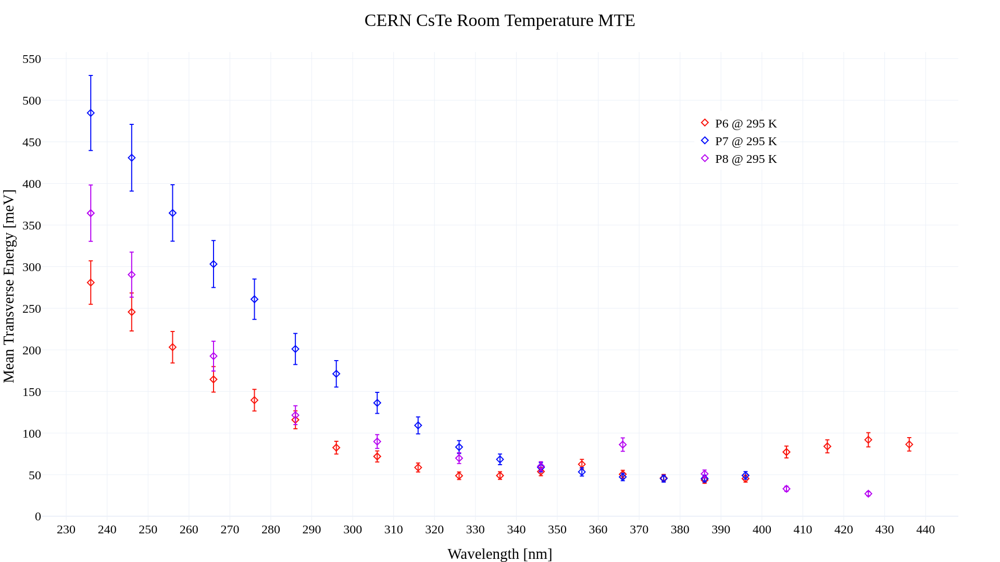 CERN CsTe Room Temperature MTE
550
500
450
400
350
300
250
200
150
100
50
0
Mean Transverse Energy [meV]
P6 @ 295 K
P7 @ 295 K
P8 @ 295 K
230 240 250 260 270 280 290 300 310 320 330 340 350 360 370 380 390 400 410 420 430 440
Wavelength [nm]